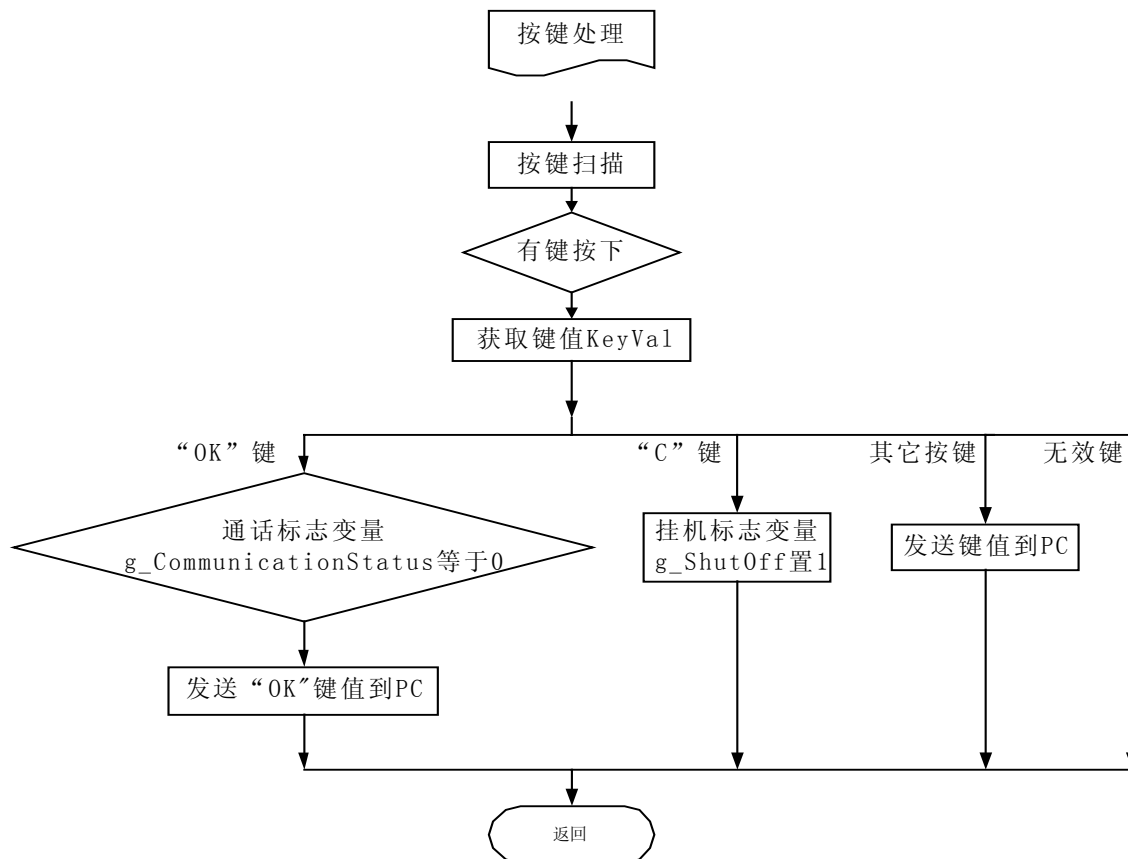 按键处理
按键扫描
有键按下
获取键值KeyVal
“OK”键
“C”键
其它按键
无效键
通话标志变量
g_CommunicationStatus等于0
挂机标志变量
g_ShutOff置1
发送键值到PC
发送“OK"键值到PC
返回